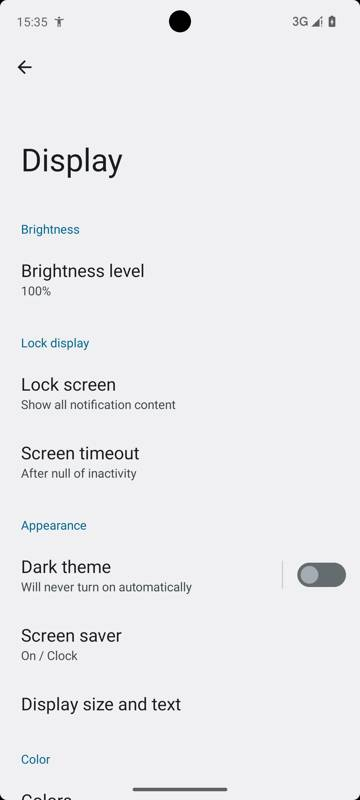 15:35
3G
Display
Brightness
Brightness level
100%
Lock display
Lock screen
Show all notification content
Screen timeout
After null of inactivity
Appearance
Dark theme
Will never turn on automatically
Screen saver
On / Clock
Display size and text
Color
Colors